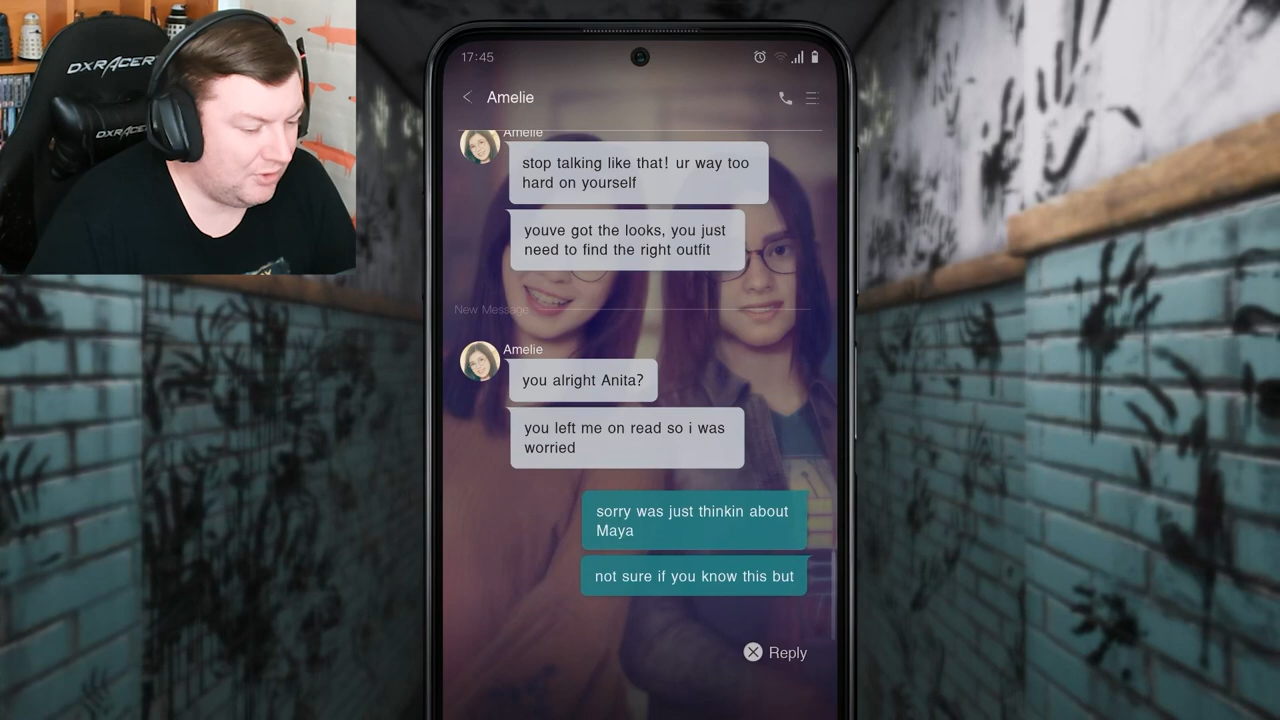 DXRACER
DXRACER
17:45
Amelie
Amelie
stop talking like that! ur way too
hard on yourself
youve got the looks, you just
need to find the right outfit
New Message
Amelie
you alright Anita?
you left me on read so i was
worried
sorry was just thinkin about
Maya
not sure if you know this but
Reply